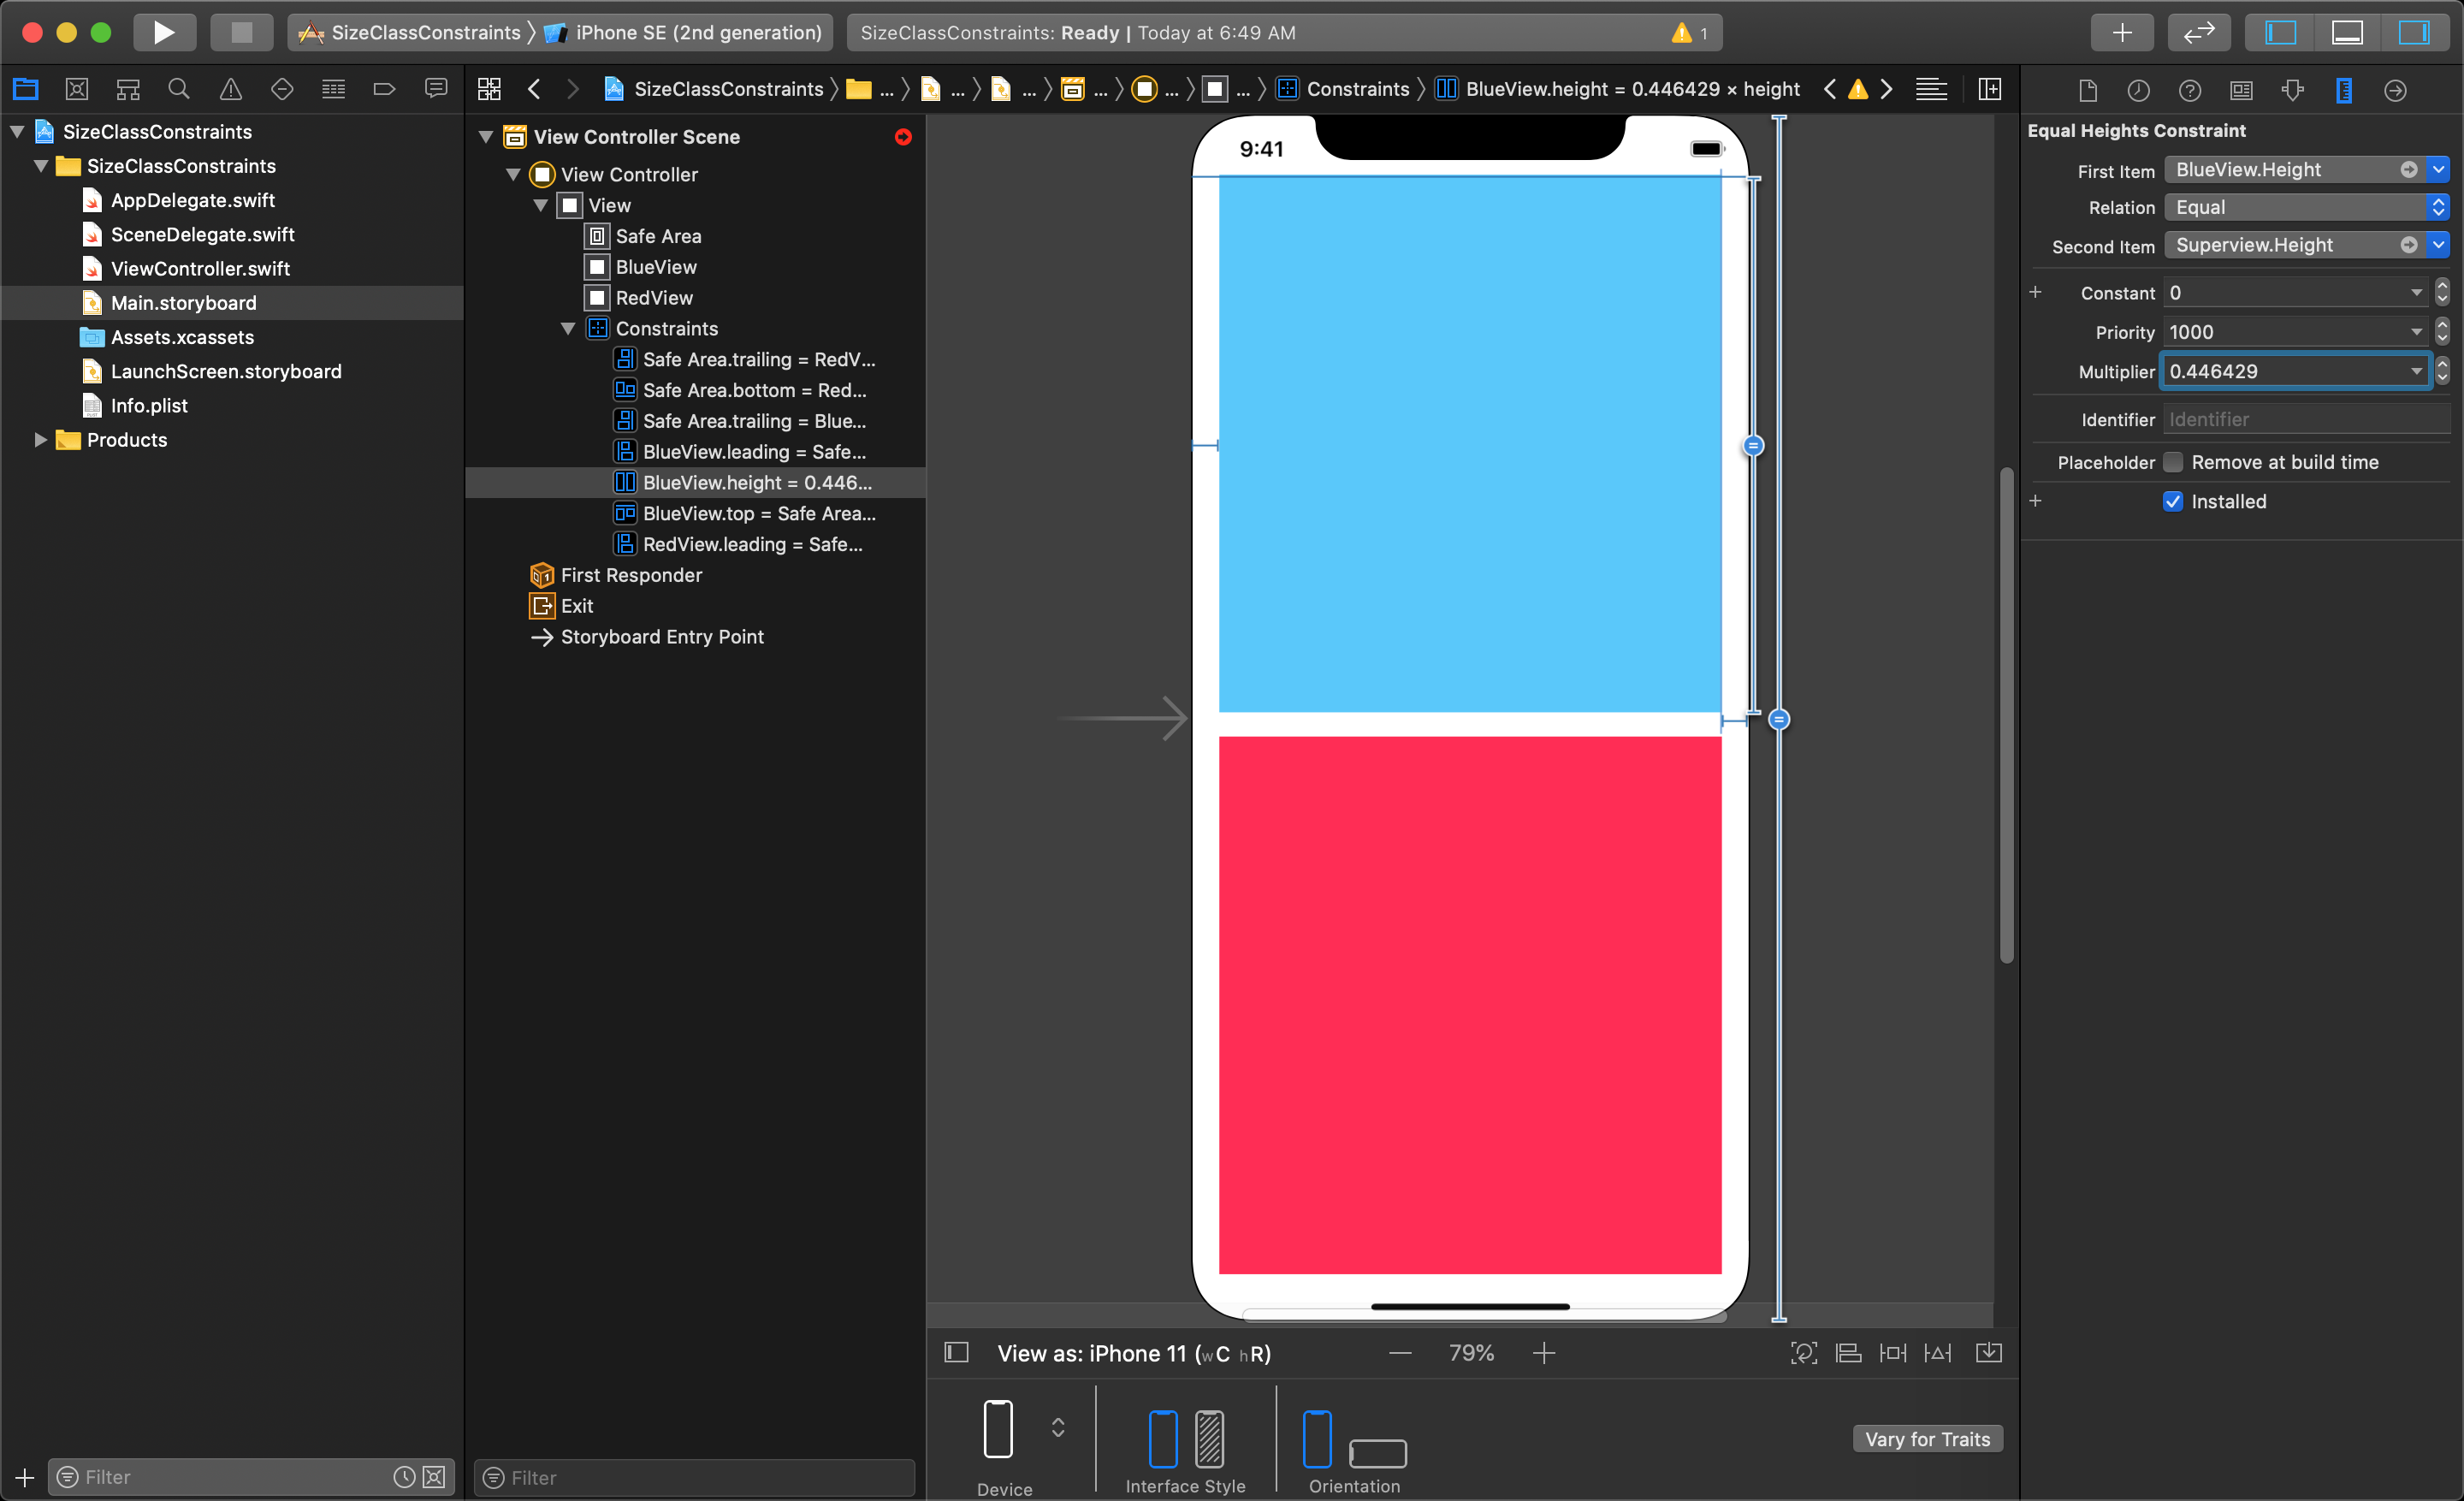 SizeClassConstraints
iPhone SE (2nd generation)
SizeClassConstraints: Ready | Today at 6:49 AM
1
SizeClassConstraints
...
...
...
...
...
...
Constraints
BlueView.height = 0.446429 × height
SizeClassConstraints
SizeClassConstraints
AppDelegate.swift
SceneDelegate.swift
ViewController.swift
Main.storyboard
Assets.xcassets
LaunchScreen.storyboard
Info.plist
Products
Filter
View Controller Scene
View Controller
View
Safe Area
BlueView
RedView
Constraints
Safe Area.trailing = RedV...
Safe Area.bottom = Red...
Safe Area.trailing = Blue...
BlueView.leading = Safe...
BlueView.height = 0.446...
BlueView.top = Safe Area...
RedView.leading = Safe...
First Responder
Exit
Storyboard Entry Point
Filter
9:41
View as: iPhone 11 (wC hR)
79%
Device
Interface Style
Orientation
Vary for Traits
Equal Heights Constraint
First Item BlueView.Height
Relation Equal
Second Item Superview.Height
Constant 0
Priority 1000
Multiplier 0.446429
Identifier Identifier
Placeholder Remove at build time
Installed